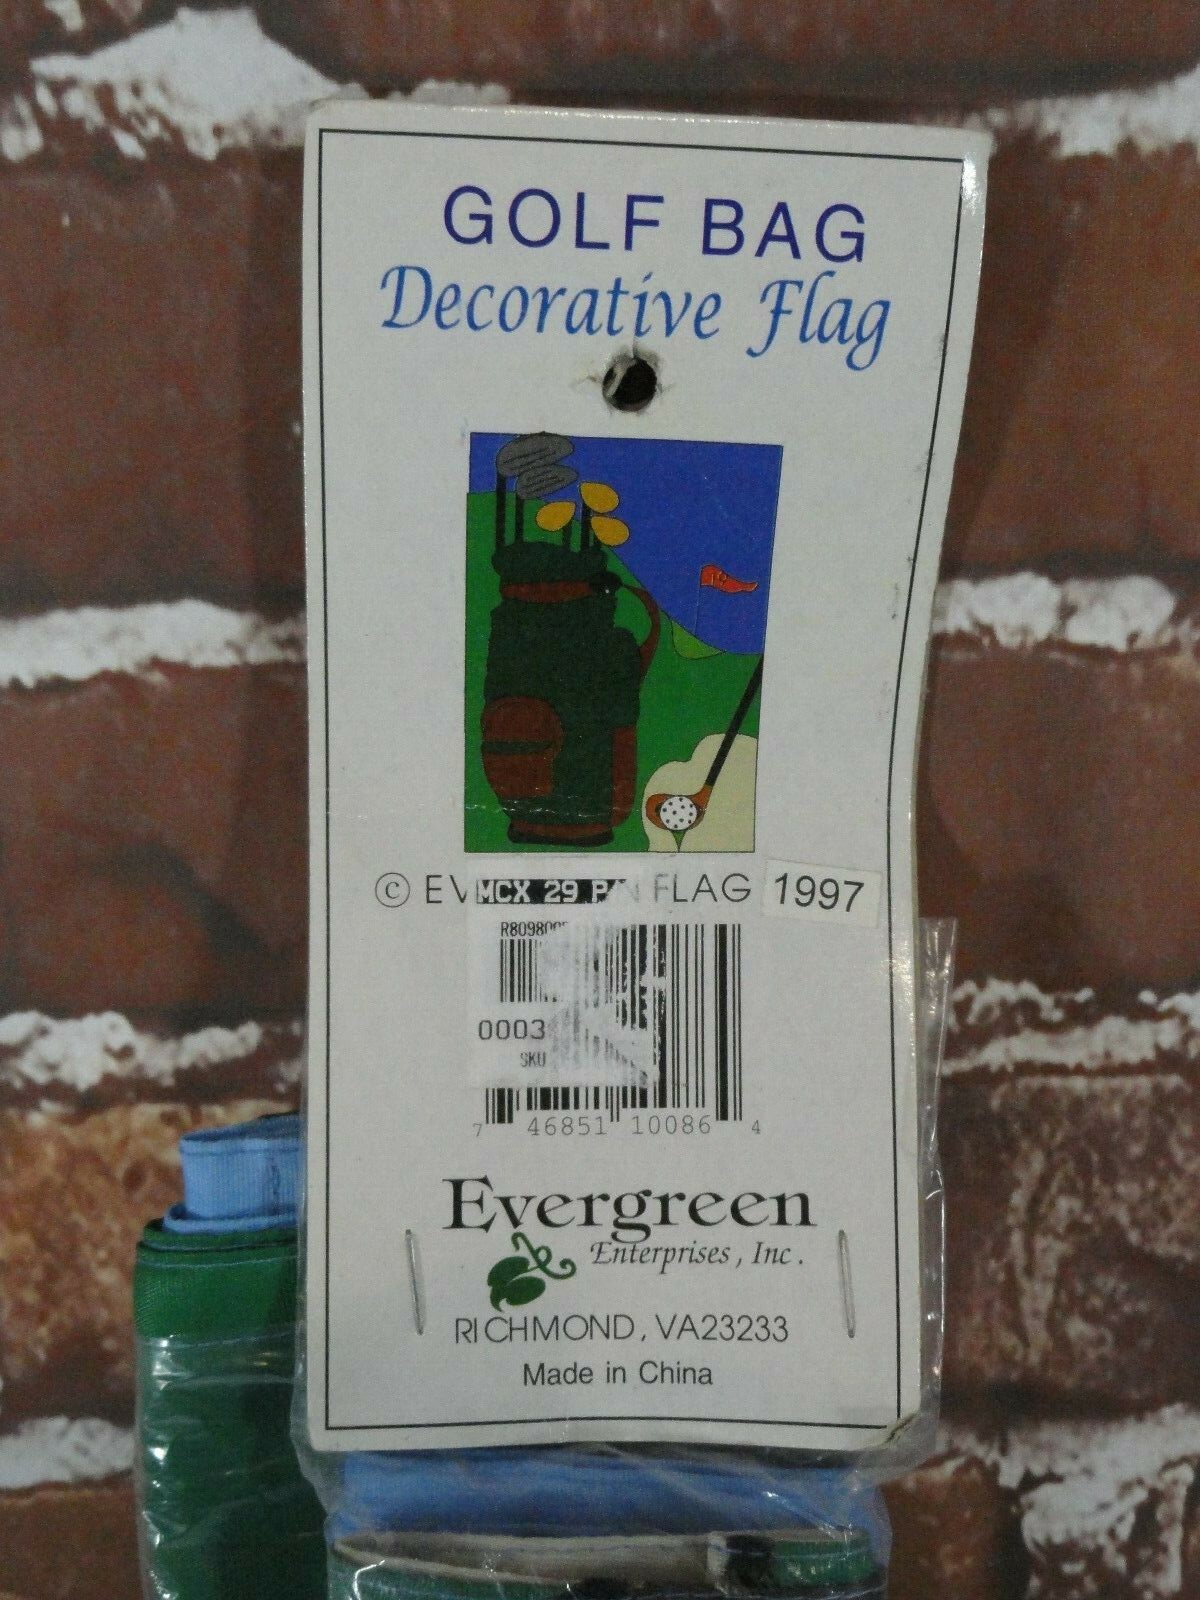 GOLF BAG
Decorative Flag
19
© EV FLAG 1997
MCX 29
0003
SKU
7 46851 10086 4
Evergreen
Enterprises, Inc.
RICHMOND, VA23233
Made in China